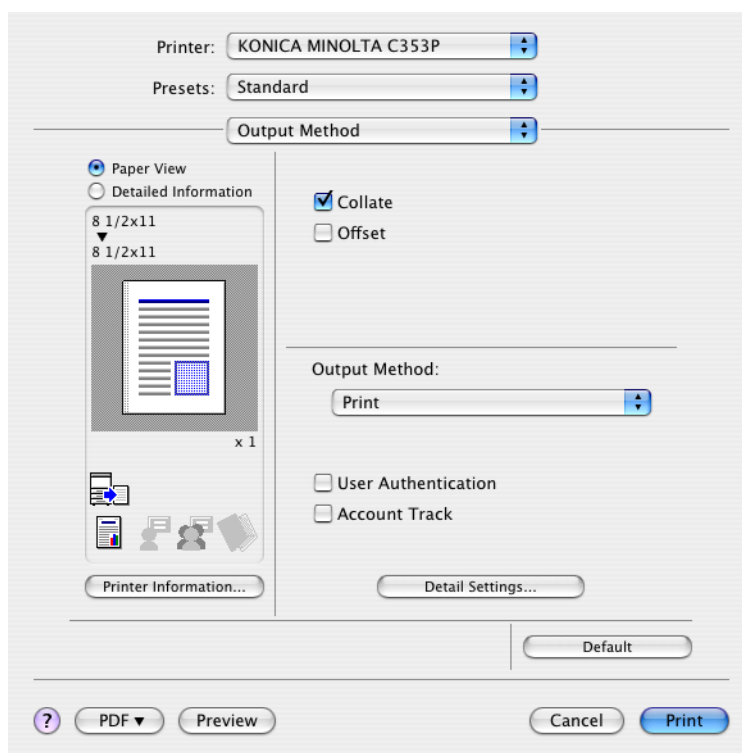 Printer: KONICA MINOLTA C353P
Presets: Standard
Output Method
Paper View
Detailed Information
8 1/2x11
8 1/2x11
x 1
Printer Information...
Collate
Offset
Output Method:
Print
User Authentication
Account Track
Detail Settings...
Default
? PDF▼ Preview Cancel Print